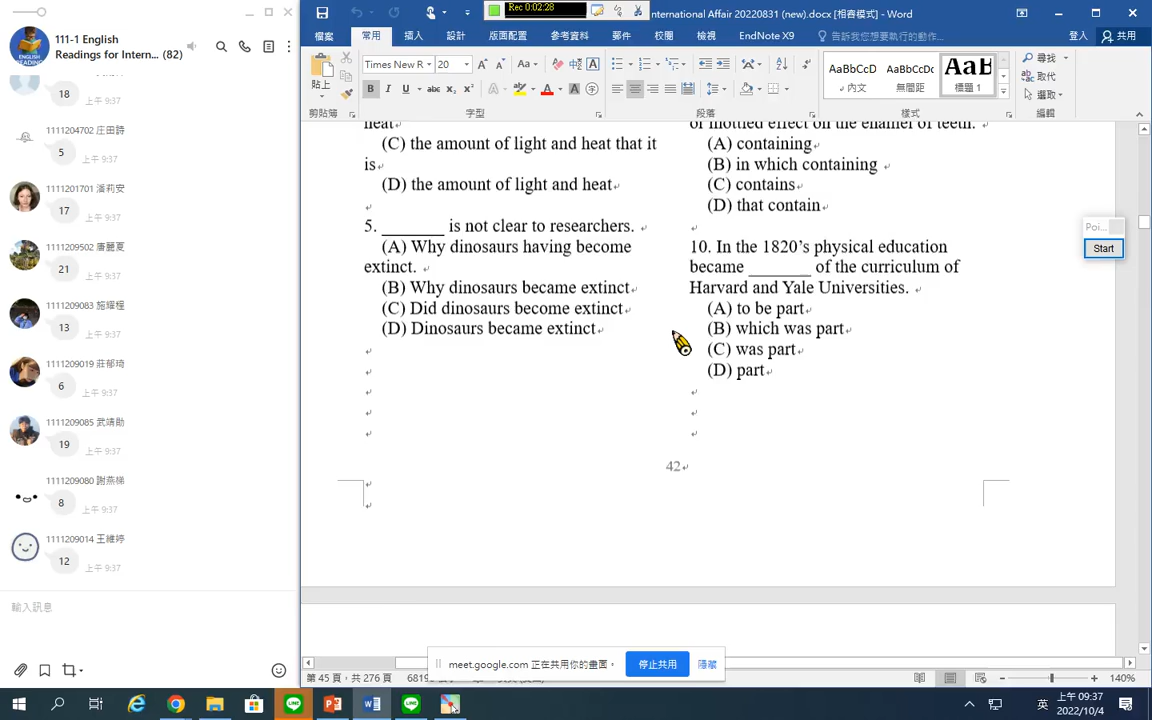 111-1 English
Readings for Intern... (82)
18
上午 9:37
1111204702 庄田詩
5
上午 9:37
1111201701 潘莉安
17
上午 9:37
1111209502 唐麗夏
21
上午 9:37
1111209083 施耀程
13
上午 9:37
1111204019 莊郁琦
6
上午 9:37
1111209085 武靖勛
19
上午 9:37
1111209080 謝燕梯
8
上午 9:37
1111209014 王維婷
12
上午 9:37
輸入訊息
Rec 0:02:28
nternational Affair 20220831 (new).docx [相容模式] - Word
檔案
常用
插入
設計
版面配置
參考資料
郵件
校閱
檢視
EndNote X9
告訴我您想要執行的動作...
登入
共用
貼上
Times New R
20
剪貼簿
字型
段落
AaBbCcD
內文
AaBbCcDc
無間距
AaB
標題 1
樣式
尋找
取代
選取
編輯
heat
(C) the amount of light and heat that it
is
(D) the amount of light and heat
5. _______ is not clear to researchers.
(A) Why dinosaurs having become
extinct.
(B) Why dinosaurs became extinct
(C) Did dinosaurs become extinct
(D) Dinosaurs became extinct
or mottled effect on the enamel of teeth.
(A) containing
(B) in which containing
(C) contains
(D) that contain
10. In the 1820's physical education
became _______ of the curriculum of
Harvard and Yale Universities.
(A) to be part
(B) which was part
(C) was part
(D) part
42
Poi...
Start
meet.google.com 正在共用你的畫面。
停止共用
隱藏
第 45 頁，共 276 頁
140%
英
上午 09:37
2022/10/4